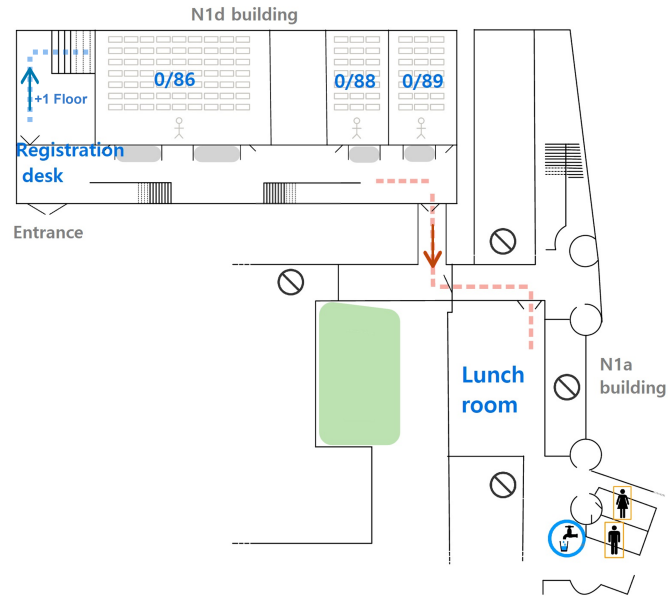 N1d building
0/86
0/88
0/89
+1 Floor
Registration
desk
Entrance
N1a
building
Lunch
room